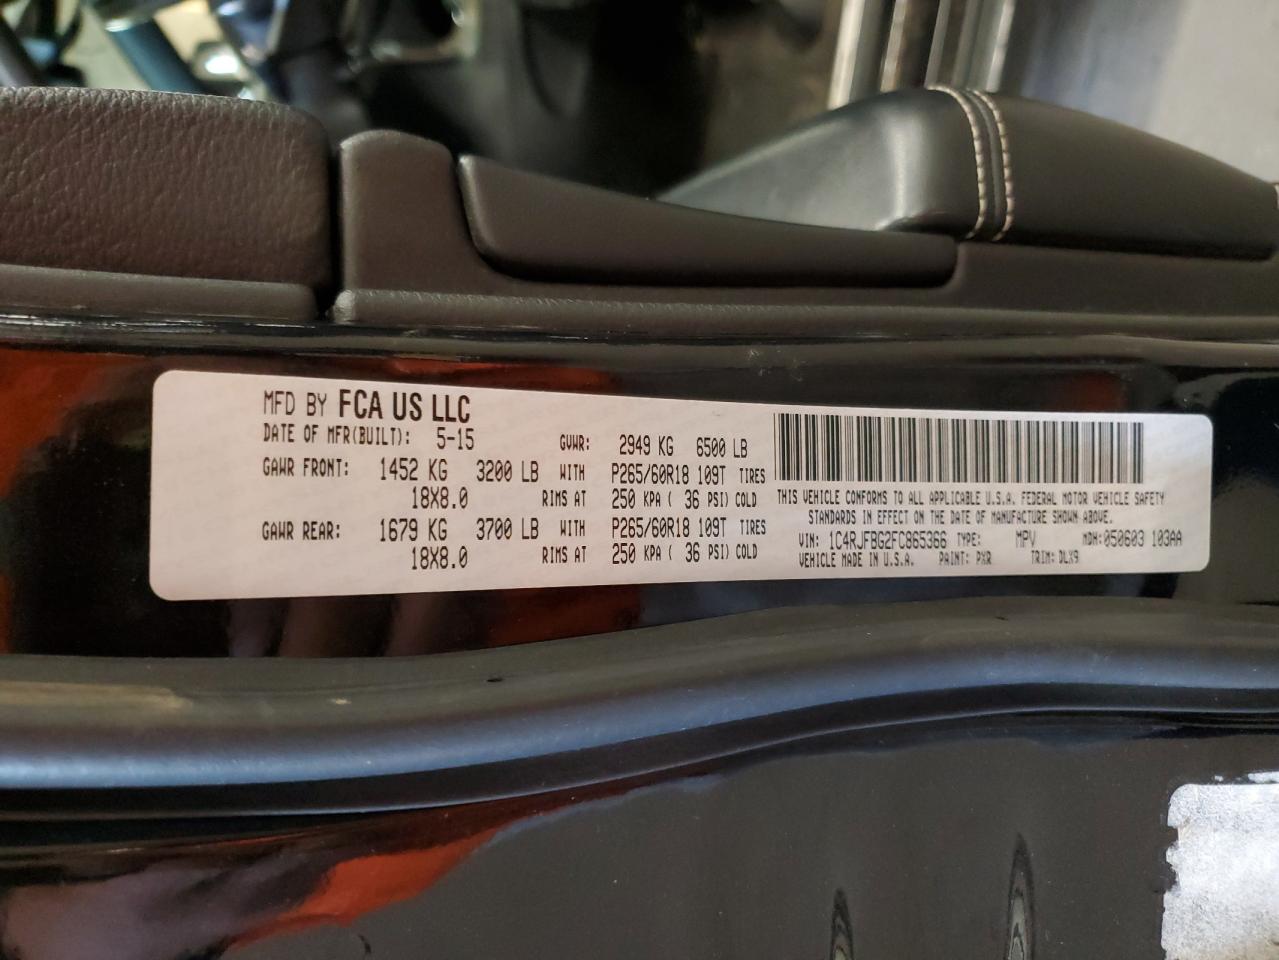 MFD BY FCA US LLC
DATE OF MFR(BUILT): 5-15 GVWR: 2949 KG 6500 LB
GAWR FRONT: 1452 KG 3200 LB WITH P265/60R18 109T TIRES
18X8.0 RIMS AT 250 KPA ( 36 PSI) COLD
GAWR REAR: 1679 KG 3700 LB WITH P265/60R18 109T TIRES
18X8.0 RIMS AT 250 KPA ( 36 PSI) COLD
THIS VEHICLE CONFORMS TO ALL APPLICABLE U.S.A. FEDERAL MOTOR VEHICLE SAFETY
STANDARDS IN EFFECT ON THE DATE OF MANUFACTURE SHOWN ABOVE.
VIN: 1C4RJFBG2FC865366 TYPE: MPV MDH: 050603 103AA
VEHICLE MADE IN U.S.A. PAINT: PXR TRIM: DLX9